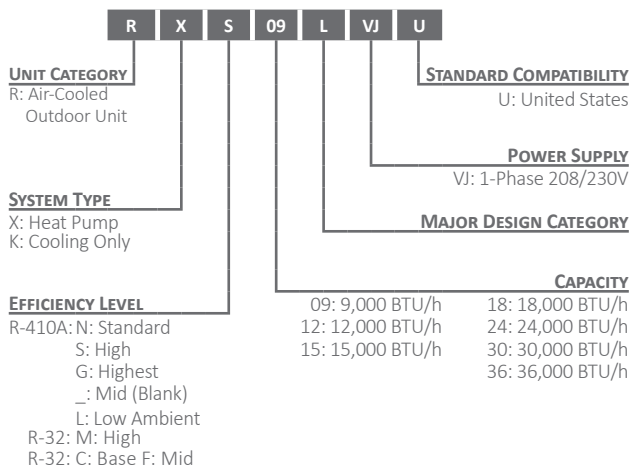 R X S 09 L VJ U
UNIT CATEGORY
R: Air-Cooled
Outdoor Unit
STANDARD COMPATIBILITY
U: United States
POWER SUPPLY
VJ: 1-Phase 208/230V
SYSTEM TYPE
X: Heat Pump
K: Cooling Only
MAJOR DESIGN CATEGORY
CAPACITY
09: 9,000 BTU/h 18: 18,000 BTU/h
12: 12,000 BTU/h 24: 24,000 BTU/h
15: 15,000 BTU/h 30: 30,000 BTU/h
36: 36,000 BTU/h
EFFICIENCY LEVEL
R-410A: N: Standard
S: High
G: Highest
_: Mid (Blank)
L: Low Ambient
R-32: M: High
R-32: C: Base F: Mid